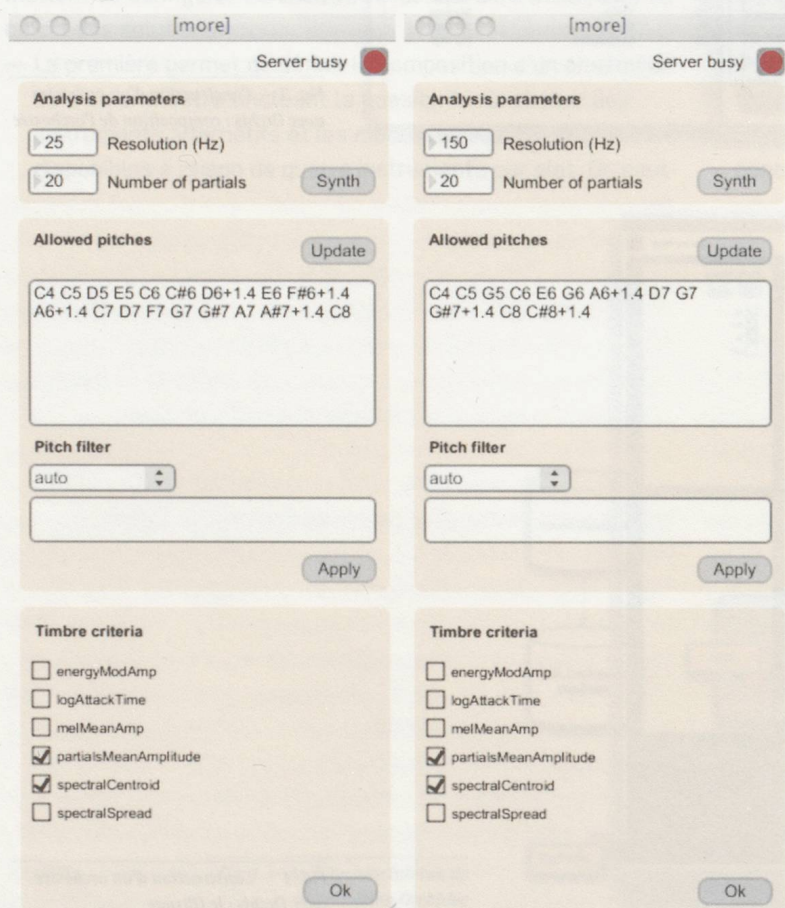 [more]
Server busy
Analysis parameters
25 Resolution (Hz)
20 Number of partials Synth
Allowed pitches
Update
C4 C5 D5 E5 C6 C#6 D6+1.4 E6 F#6+1.4
A6+1.4 C7 D7 F7 G7 G#7 A7 A#7+1.4 C8
Pitch filter
auto
Apply
Timbre criteria
energyModAmp
logAttackTime
melMeanAmp
partialsMeanAmplitude
spectralCentroid
spectralSpread
Ok
[more]
Server busy
Analysis parameters
150 Resolution (Hz)
20 Number of partials Synth
Allowed pitches
Update
C4 C5 G5 C6 E6 G6 A6+1.4 D7 G7
G#7+1.4 C8 C#8+1.4
Pitch filter
auto
Apply
Timbre criteria
energyModAmp
logAttackTime
melMeanAmp
partialsMeanAmplitude
spectralCentroid
spectralSpread
Ok